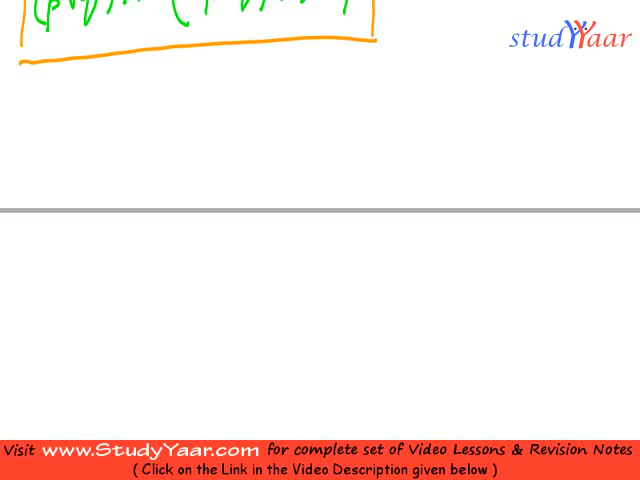 studYYaar
Visit www.StudyYaar.com for complete set of Video Lessons & Revision Notes
( Click on the Link in the Video Description given below )